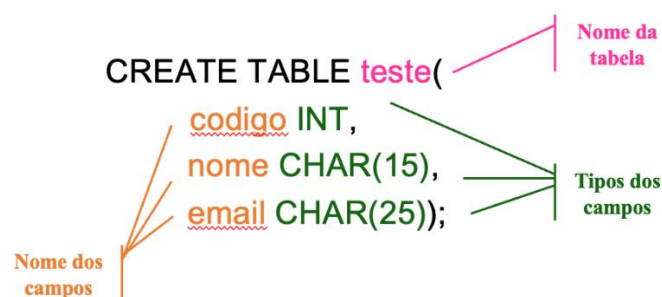 Nome da
tabela
CREATE TABLE teste(
codigo INT,
nome CHAR(15),
email CHAR(25));
Tipos dos
campos
Nome dos
campos